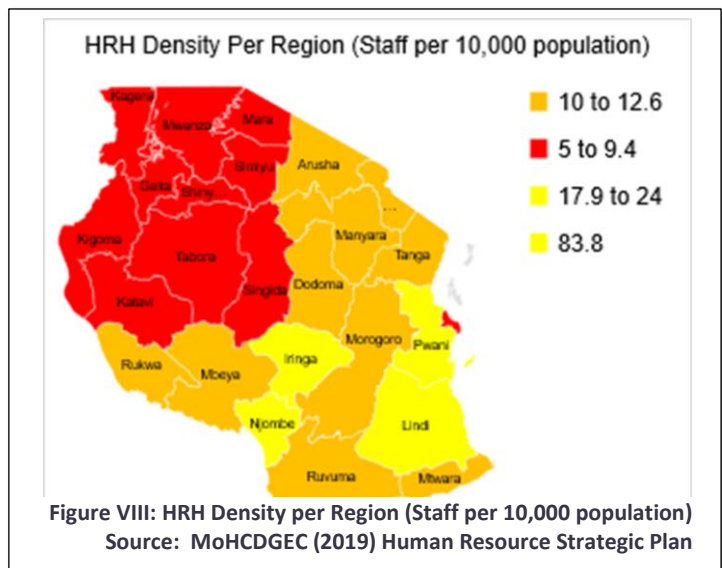 HRH Density Per Region (Staff per 10,000 population)
10 to 12.6
5 to 9.4
17.9 to 24
83.8
Kagera
Mwanza
Mara
Simiyu
Arusha
Geita
Shiny...
...
Kigoma
Manyara
Tabora
Tanga
Singida
Dodoma
Katavi
Morogoro
Pwani
Iringa
Rukwa
Mbeya
Njombe
Lindi
Ruvuma
Mtwara
Figure VIII: HRH Density per Region (Staff per 10,000 population)
Source: MoHCDGEC (2019) Human Resource Strategic Plan